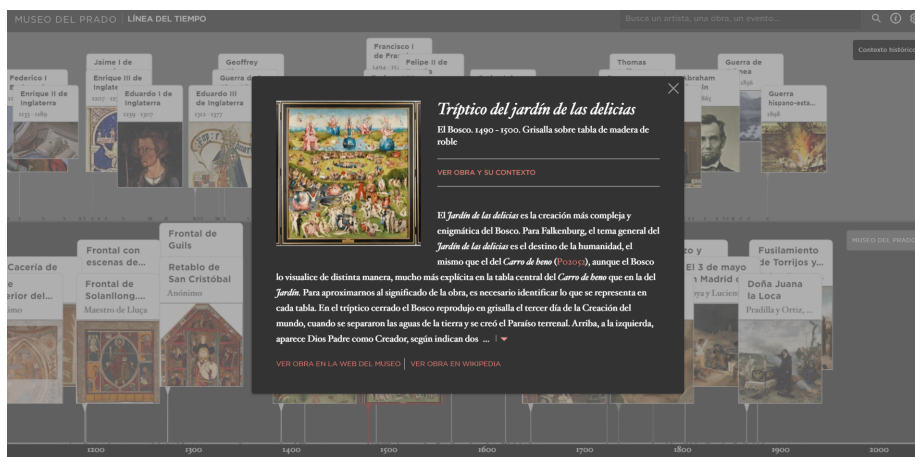 MUSEO DEL PRADO | LÍNEA DEL TIEMPO
Busca un artista, una obra, un evento...
Contexto histórico
Federico I
Enrique II de
Inglaterra
1133 - 1189
Jaime I de
Enrique III de
Eduardo I de
Inglaterra
1239 - 1307
Geoffrey
Guerra
Eduardo III
de Inglaterra
1312 - 1377
Francisco I
Felipe II de
Thomas
Guerra de
Guerra
hispano-esta...
1898
Tríptico del jardín de las delicias
El Bosco. 1490 - 1500. Grisalla sobre tabla de madera de
roble
VER OBRA Y SU CONTEXTO
El Jardín de las delicias es la creación más compleja y
enigmática del Bosco. Para Falkenburg, el tema general del
Jardín de las delicias es el destino de la humanidad, el
mismo que el del Carro de heno (P02052), aunque el Bosco
lo visualice de distinta manera, mucho más explícita en la tabla central del Carro de heno que en la del
Jardín. Para aproximarnos al significado de la obra, es necesario identificar lo que se representa en
cada tabla. En el tríptico cerrado el Bosco reprodujo en grisalla el tercer día de la Creación del
mundo, cuando se separaron las aguas de la tierra y se creó el Paraíso terrenal. Arriba, a la izquierda,
aparece Dios Padre como Creador, según indican dos ... |
VER OBRA EN LA WEB DEL MUSEO | VER OBRA EN WIKIPEDIA
MUSEO DEL PRADO
Cacería de
Frontal con
escenas de...
Frontal de
Solanllong....
Maestro de Lluça
Frontal de
Guils
Retablo de
San Cristóbal
Anónimo
El 3 de mayo
Fusilamiento
de Torrijos y...
Doña Juana
la Loca
Pradilla y Ortiz, ...
1200 1300 1400 1500 1600 1700 1800 1900 2000